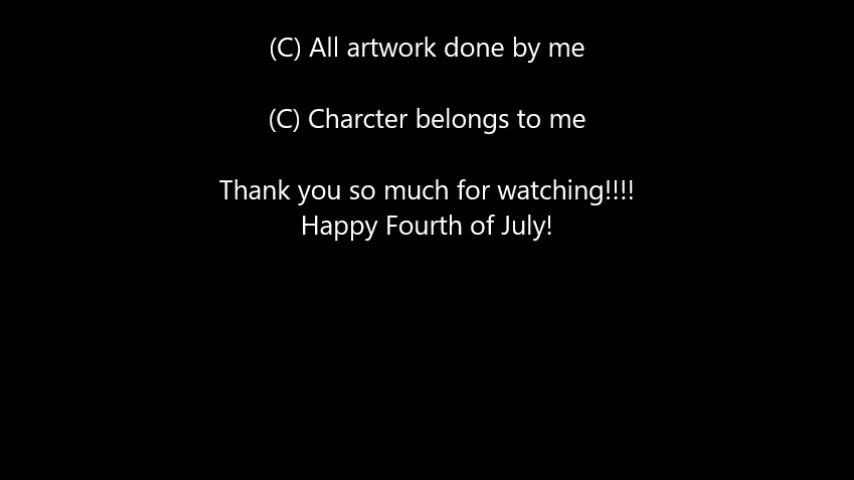 (C) All artwork done by me
(C) Charcter belongs to me
Thank you so much for watching!!!!
Happy Fourth of July!